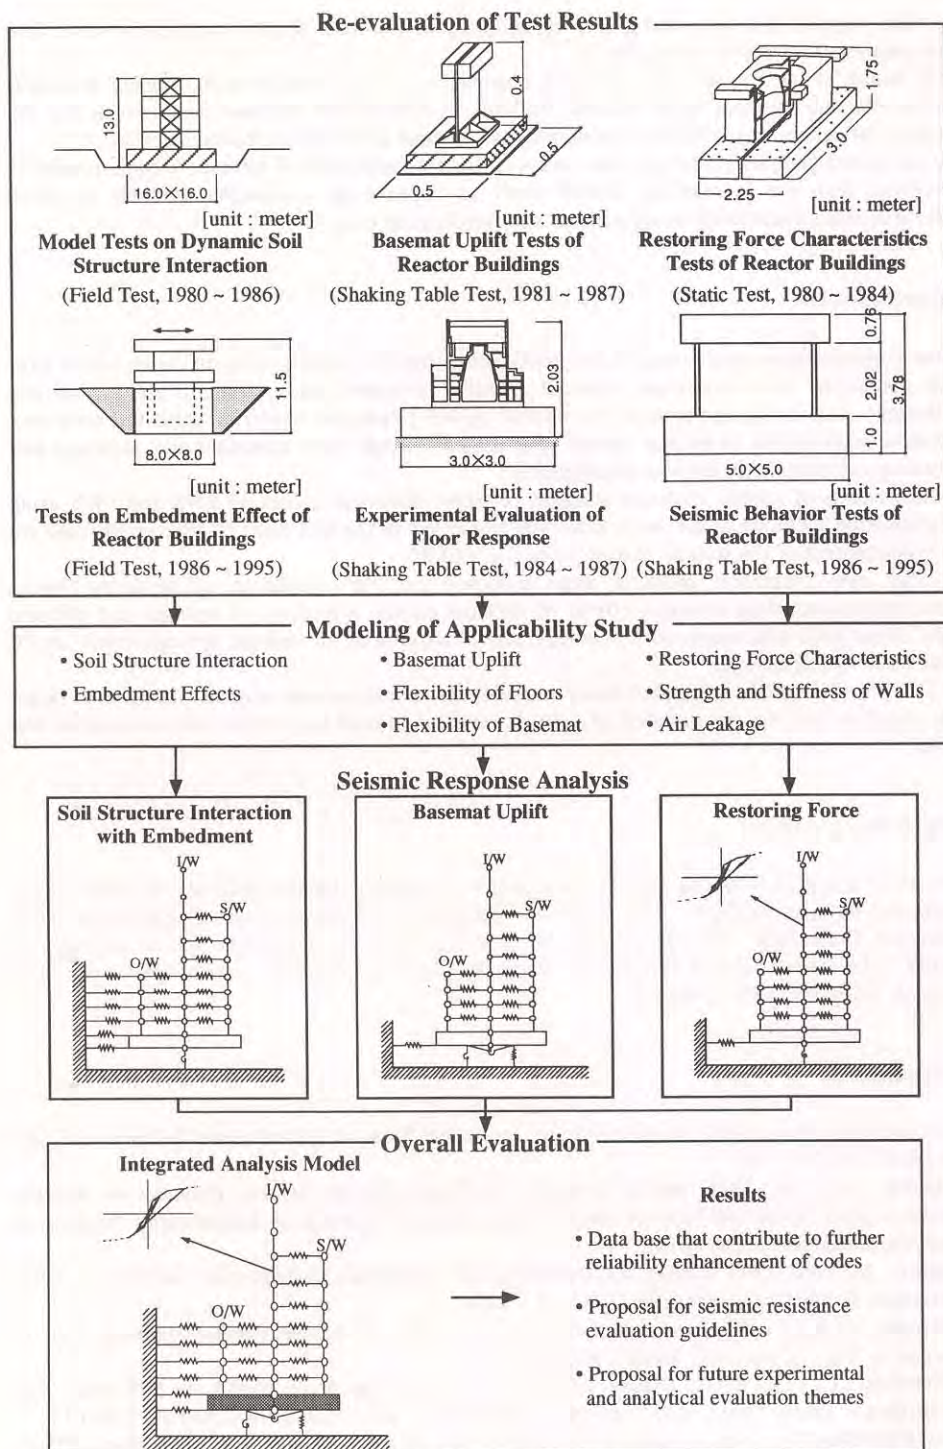 Re-evaluation of Test Results
13.0
16.0×16.0
[unit : meter]
Model Tests on Dynamic Soil
Structure Interaction
(Field Test, 1980 ~ 1986)
0.4
0.5
0.5
[unit : meter]
Basemat Uplift Tests of
Reactor Buildings
(Shaking Table Test, 1981 ~ 1987)
1.75
3.0
2.25
[unit : meter]
Restoring Force Characteristics
Tests of Reactor Buildings
(Static Test, 1980 ~ 1984)
11.5
8.0×8.0
[unit : meter]
Tests on Embedment Effect of
Reactor Buildings
(Field Test, 1986 ~ 1995)
2.03
3.0×3.0
[unit : meter]
Experimental Evaluation of
Floor Response
(Shaking Table Test, 1984 ~ 1987)
0.76
2.02
3.78
1.0
5.0×5.0
[unit : meter]
Seismic Behavior Tests of
Reactor Buildings
(Shaking Table Test, 1986 ~ 1995)
Modeling of Applicability Study
• Soil Structure Interaction
• Embedment Effects
• Basemat Uplift
• Flexibility of Floors
• Flexibility of Basemat
• Restoring Force Characteristics
• Strength and Stiffness of Walls
• Air Leakage
Seismic Response Analysis
Soil Structure Interaction
with Embedment
I/W
S/W
O/W
Basemat Uplift
I/W
S/W
O/W
Restoring Force
I/W
S/W
O/W
Overall Evaluation
Integrated Analysis Model
I/W
S/W
O/W
Results
• Data base that contribute to further
reliability enhancement of codes
• Proposal for seismic resistance
evaluation guidelines
• Proposal for future experimental
and analytical evaluation themes